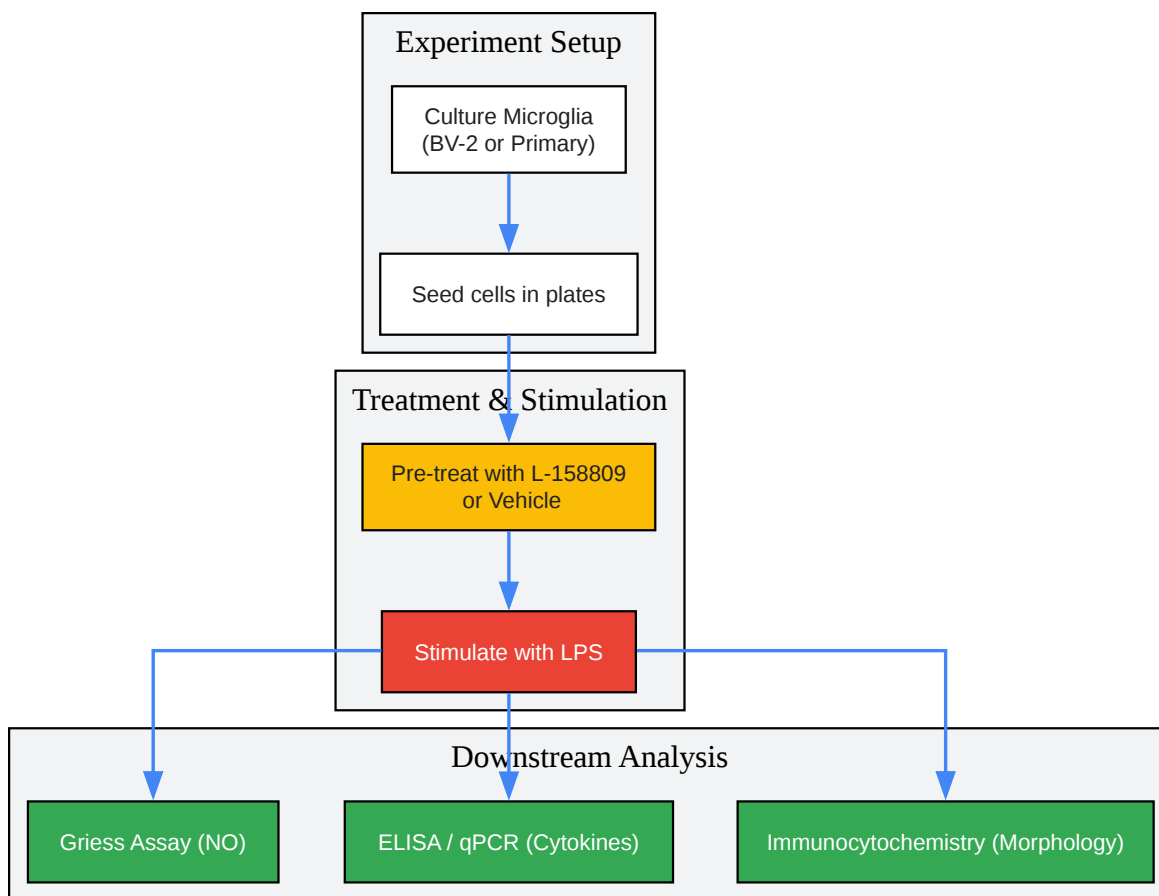 Experiment Setup
Culture Microglia
(BV-2 or Primary)
Seed cells in plates
Treatment & Stimulation
Pre-treat with L-158809
or Vehicle
Stimulate with LPS
Downstream Analysis
Griess Assay (NO)
ELISA / qPCR (Cytokines)
Immunocytochemistry (Morphology)